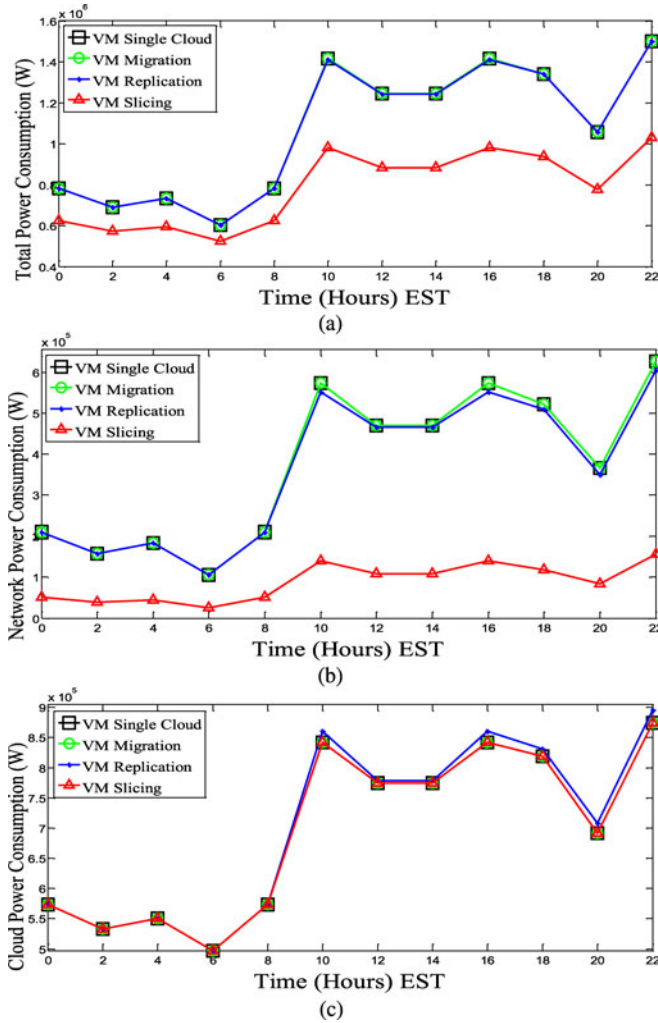 1.6 × 10⁶
VM Single Cloud
VM Migration
VM Replication
VM Slicing
1.4
1.2
1
0.8
0.6
0.4
Total Power Consumption (W)
0 2 4 6 8 10 12 14 16 18 20 22
Time (Hours) EST
(a)
× 10⁵
VM Single Cloud
VM Migration
VM Replication
VM Slicing
6
5
4
3
2
1
0
Network Power Consumption (W)
0 2 4 6 8 10 12 14 16 18 20 22
Time (Hours) EST
(b)
× 10⁵
9
VM Single Cloud
VM Migration
VM Replication
VM Slicing
8.5
8
7.5
7
6.5
6
5.5
5
Cloud Power Consumption (W)
0 2 4 6 8 10 12 14 16 18 20 22
Time (Hours) EST
(c)